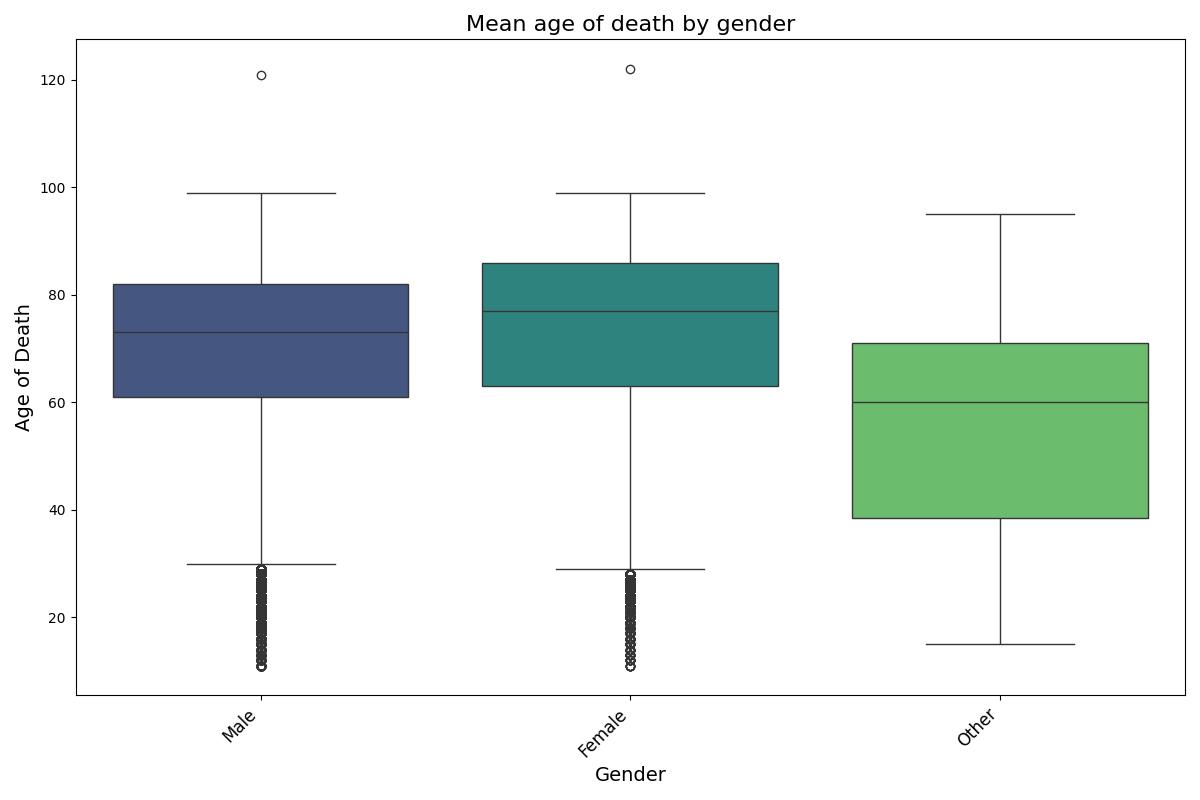 Mean age of death by gender
Age of Death
120
100
80
60
40
20
Male
Female
Other
Gender